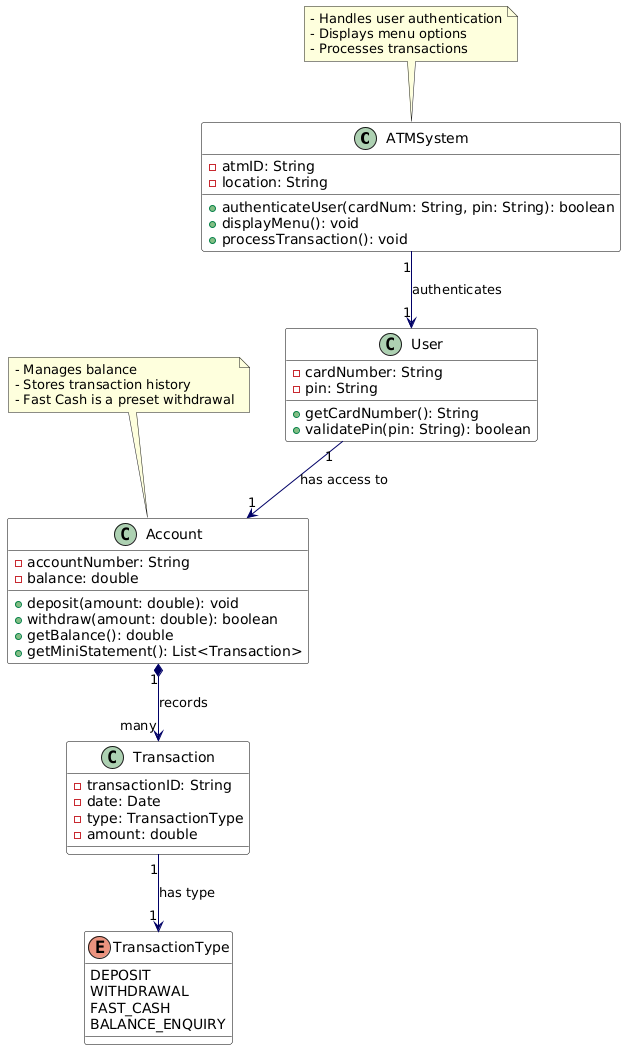 - Handles user authentication
- Displays menu options
- Processes transactions
C ATMSystem
atmID: String
location: String
authenticateUser(cardNum: String, pin: String): boolean
displayMenu(): void
processTransaction(): void
1
authenticates
1
C User
cardNumber: String
pin: String
getCardNumber(): String
validatePin(pin: String): boolean
- Manages balance
- Stores transaction history
- Fast Cash is a preset withdrawal
1
has access to
1
C Account
accountNumber: String
balance: double
deposit(amount: double): void
withdraw(amount: double): boolean
getBalance(): double
getMiniStatement(): List<Transaction>
1
records
many
C Transaction
transactionID: String
date: Date
type: TransactionType
amount: double
1
has type
1
E TransactionType
DEPOSIT
WITHDRAWAL
FAST_CASH
BALANCE_ENQUIRY